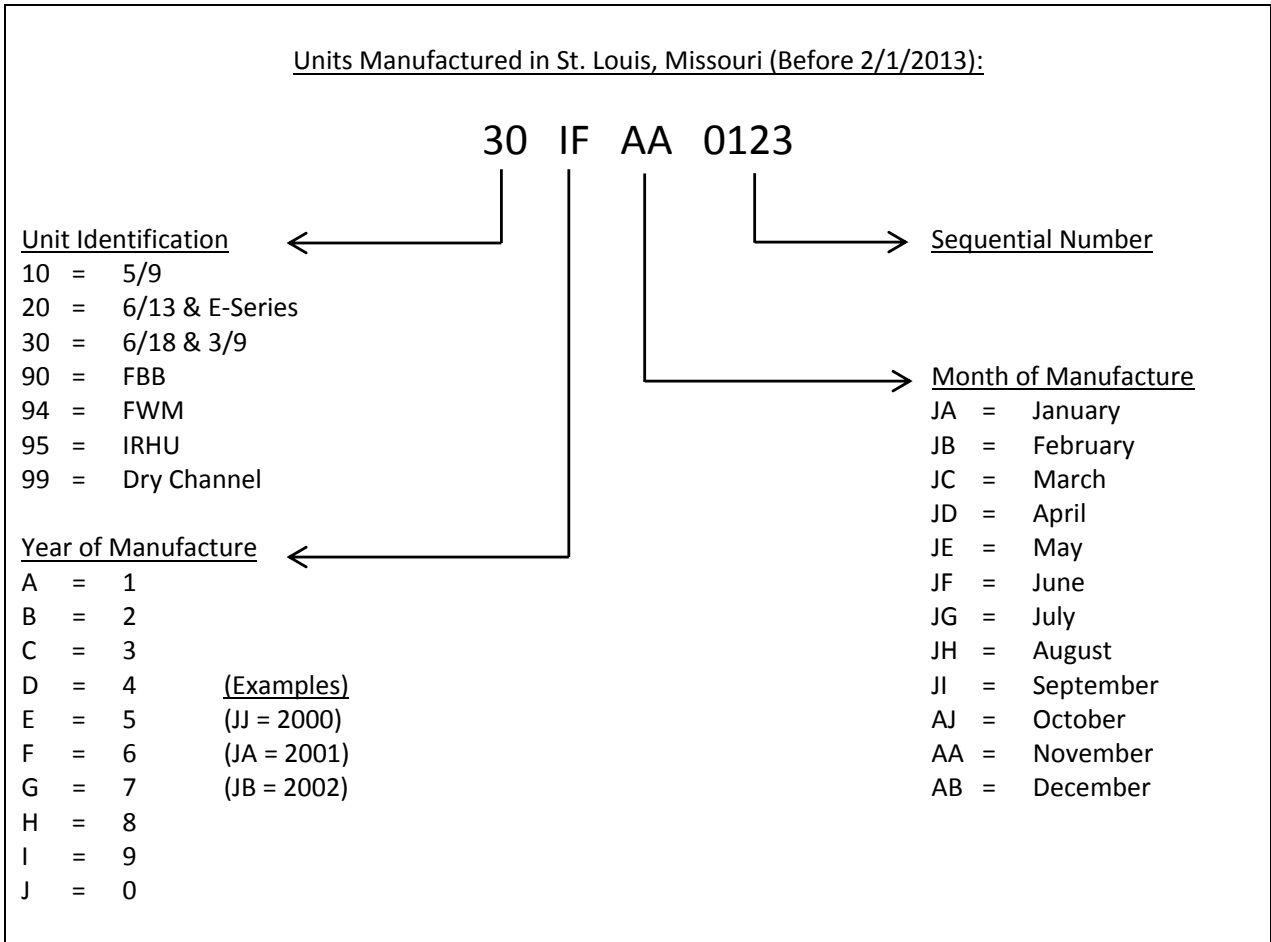 Units Manufactured in St. Louis, Missouri (Before 2/1/2013):
30 IF AA 0123
Unit Identification
10 = 5/9
20 = 6/13 & E-Series
30 = 6/18 & 3/9
90 = FBB
94 = FWM
95 = IRHU
99 = Dry Channel
Year of Manufacture
A = 1
B = 2
C = 3
D = 4 (Examples)
E = 5 (JJ = 2000)
F = 6 (JA = 2001)
G = 7 (JB = 2002)
H = 8
I = 9
J = 0
Sequential Number
Month of Manufacture
JA = January
JB = February
JC = March
JD = April
JE = May
JF = June
JG = July
JH = August
JI = September
AJ = October
AA = November
AB = December